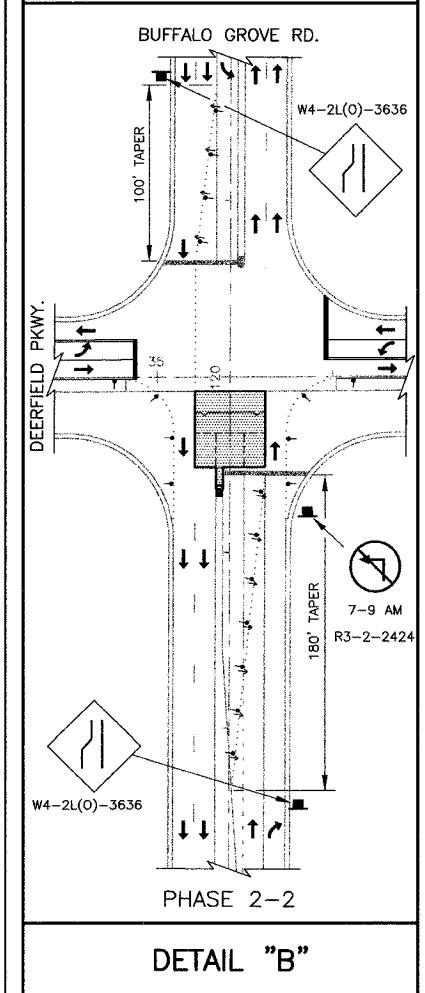 BUFFALO GROVE RD.
W4-2L(O)-3636
100' TAPER
DEERFIELD PKWY.
35
120
7-9 AM
R3-2-2424
180' TAPER
W4-2L(O)-3636
PHASE 2-2
DETAIL "B"